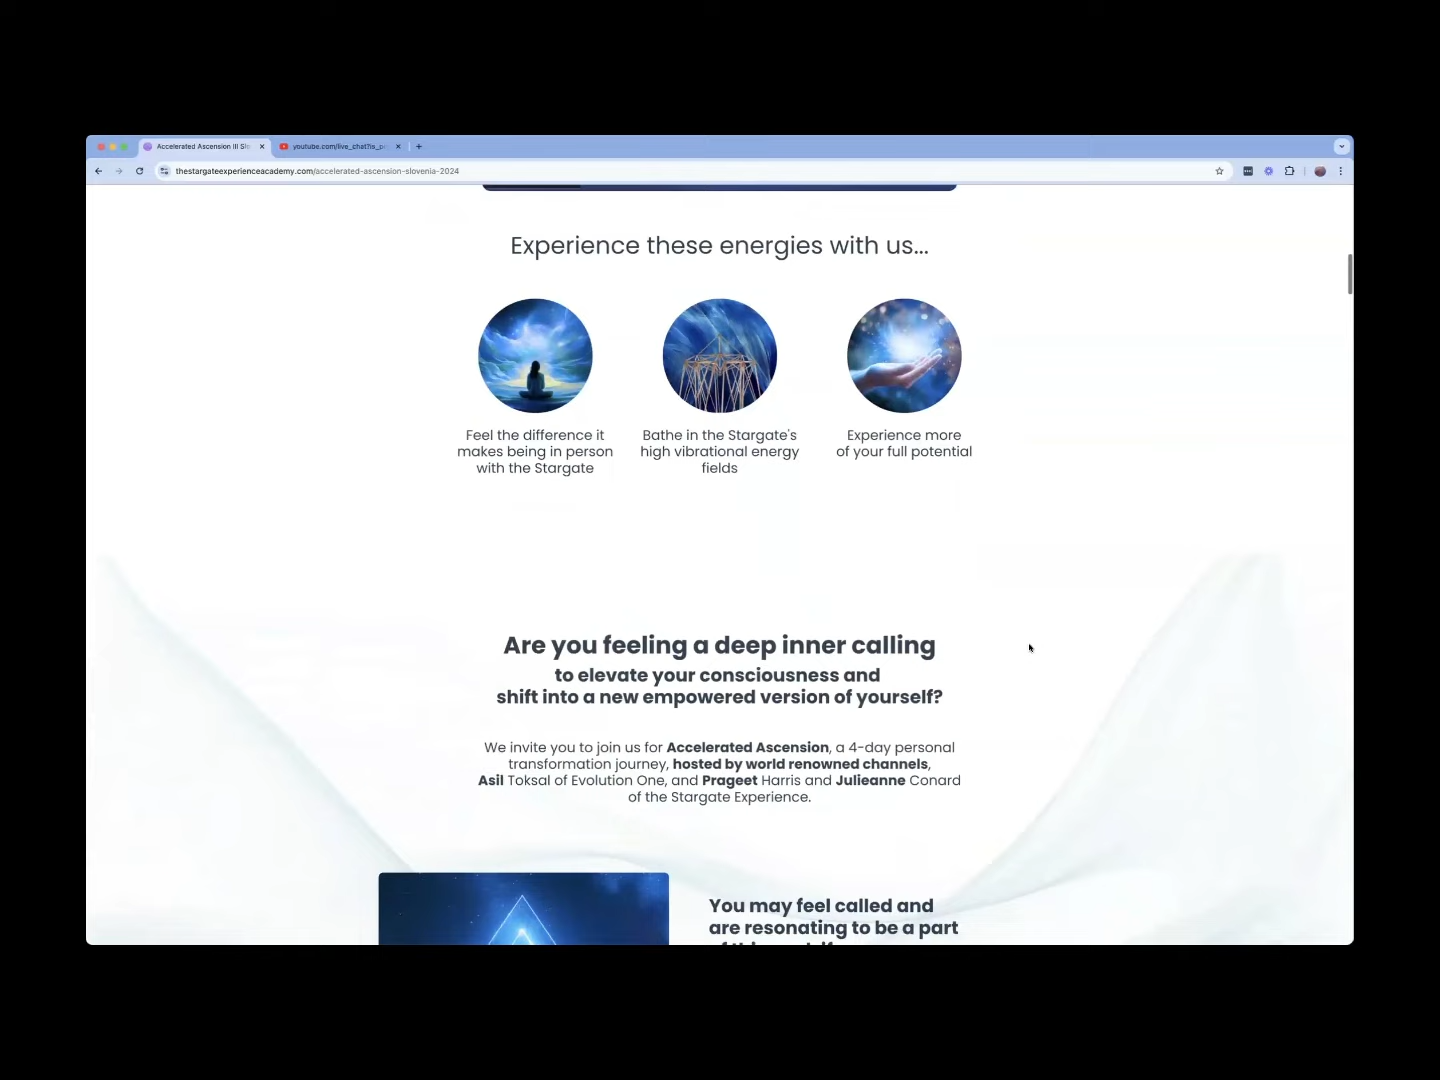 Accelerated Ascension III Slo
youtube.com/live_chat?is_po
thestargateexperienceacademy.com/accelerated-ascension-slovenia-2024
Experience these energies with us...
Feel the difference it
makes being in person
with the Stargate
Bathe in the Stargate's
high vibrational energy
fields
Experience more
of your full potential
Are you feeling a deep inner calling
to elevate your consciousness and
shift into a new empowered version of yourself?
We invite you to join us for Accelerated Ascension, a 4-day personal
transformation journey, hosted by world renowned channels,
Asil Toksal of Evolution One, and Prageet Harris and Julieanne Conard
of the Stargate Experience.
You may feel called and
are resonating to be a part